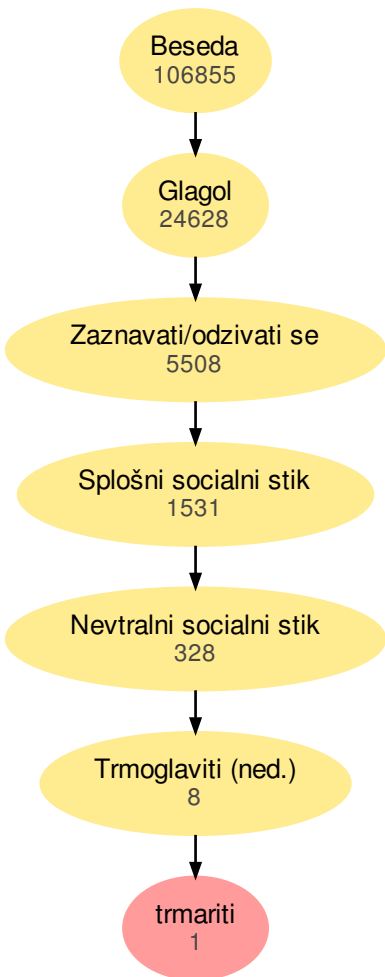 Beseda
106855
Glagol
24628
Zaznavati/odzivati se
5508
Splošni socialni stik
1531
Nevtralni socialni stik
328
Trmoglaviti (ned.)
8
trmariti
1